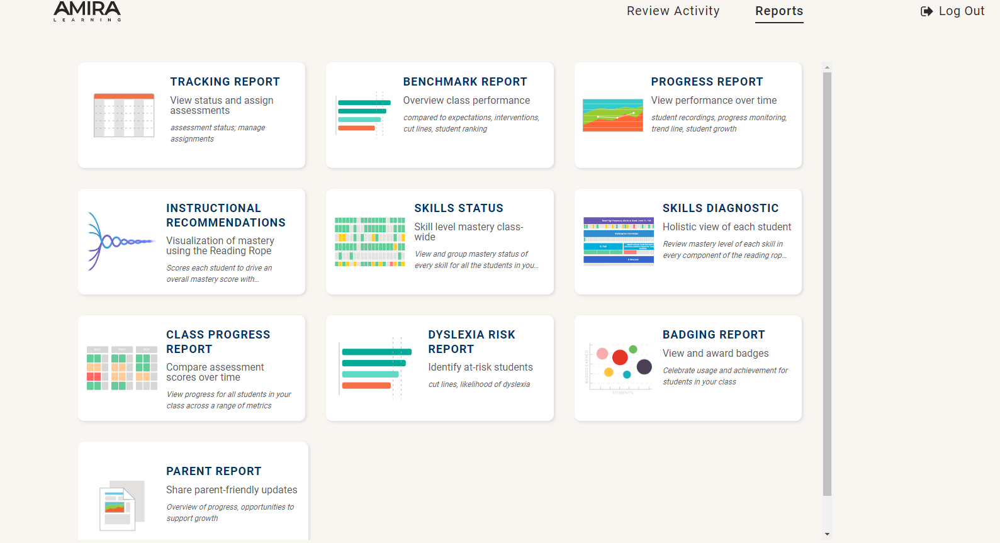 AMIRA
LEARNING
Review Activity
Reports
Log Out
TRACKING REPORT
View status and assign
assessments
assessment status; manage
assignments
BENCHMARK REPORT
Overview class performance
compared to expectations, interventions,
cut lines, student ranking
PROGRESS REPORT
View performance over time
student recordings, progress monitoring,
trend line, student growth
INSTRUCTIONAL
RECOMMENDATIONS
Visualization of mastery
using the Reading Rope
Scores each student to drive an
overall mastery score with...
SKILLS STATUS
Skill level mastery class-
wide
View and group mastery status of
every skill for all the students in you...
SKILLS DIAGNOSTIC
Holistic view of each student
Review mastery level of each skill in
every component of the reading rop...
CLASS PROGRESS
REPORT
Compare assessment
scores over time
View progress for all students in your
class across a range of metrics
DYSLEXIA RISK
REPORT
Identify at-risk students
cut lines, likelihood of dyslexia
BADGES EARNED
STUDENTS
BADGING REPORT
View and award badges
Celebrate usage and achievement for
students in your class
PARENT REPORT
Share parent-friendly updates
Overview of progress, opportunities to
support growth